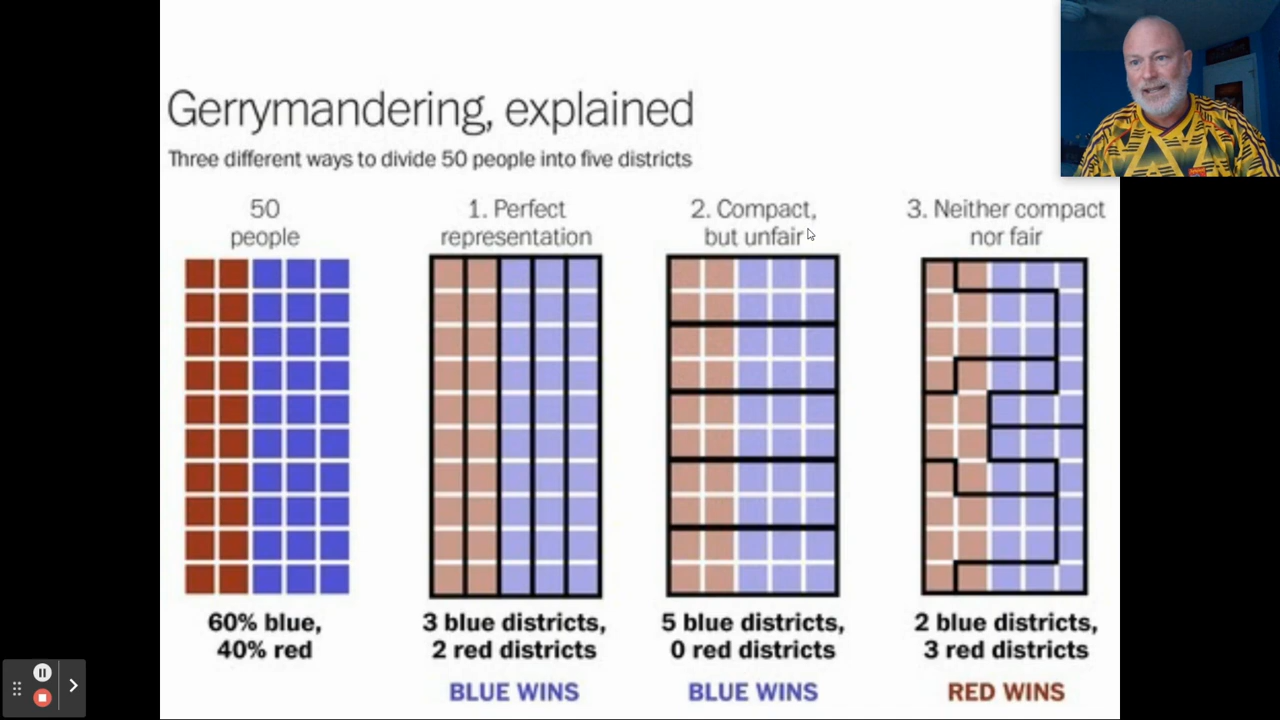 Gerrymandering, explained
Three different ways to divide 50 people into five districts
50
people
1. Perfect
representation
2. Compact,
but unfair
3. Neither compact
nor fair
60% blue,
40% red
3 blue districts,
2 red districts
5 blue districts,
0 red districts
2 blue districts,
3 red districts
BLUE WINS
BLUE WINS
RED WINS